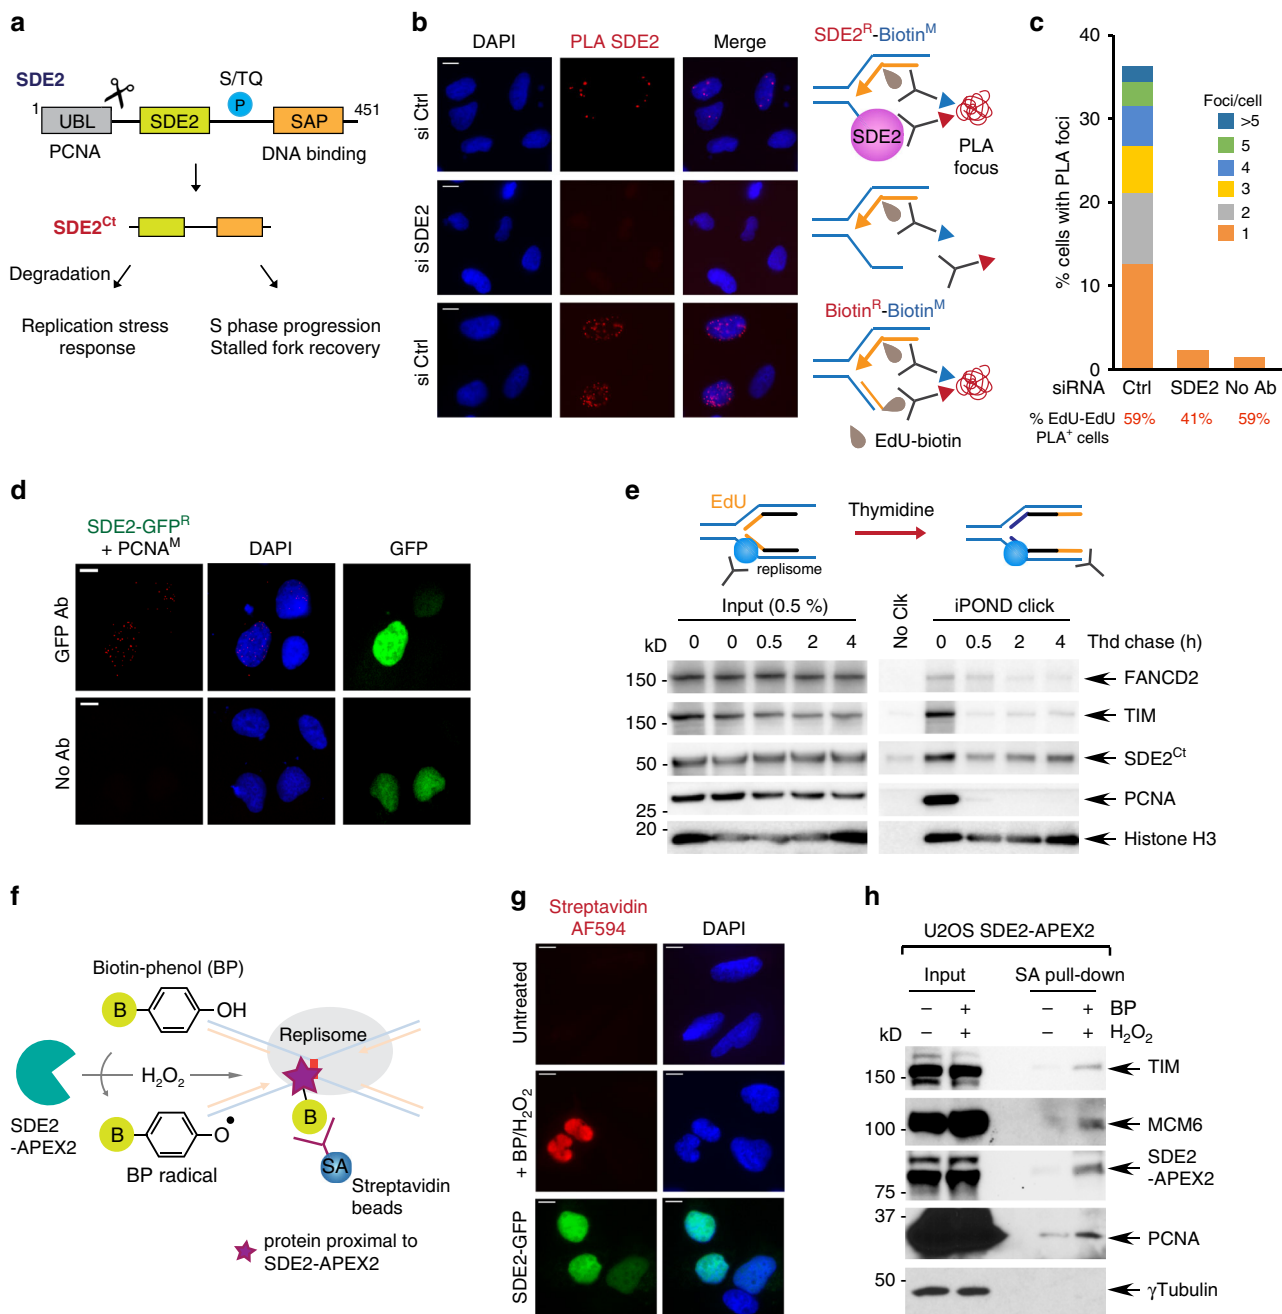 a
SDE2
S/TQ
P
1
451
UBL
SDE2
SAP
PCNA
DNA binding
SDE2Ct
Degradation
Replication stress
response
S phase progression
Stalled fork recovery
b
DAPI
PLA SDE2
Merge
si Ctrl
si SDE2
si Ctrl
SDE2R-BiotinM
SDE2
PLA
focus
BiotinR-BiotinM
EdU-biotin
c
% cells with PLA foci
40
30
20
10
0
Foci/cell
>5
5
4
3
2
1
siRNA Ctrl SDE2 No Ab
% EdU-EdU
PLA+ cells
59% 41% 59%
d
SDE2-GFPR
+ PCNAM
DAPI
GFP
GFP Ab
No Ab
e
EdU
Thymidine
replisome
Input (0.5 %)
No Clk
iPOND click
kD 0 0 0.5 2 4 0 0.5 2 4 Thd chase (h)
150 - FANCD2
150 - TIM
50 - SDE2Ct
25 - PCNA
20 - Histone H3
f
Biotin-phenol (BP)
B
OH
H2O2
SDE2
-APEX2
B
O•
BP radical
Replisome
B
SA
Streptavidin
beads
protein proximal to
SDE2-APEX2
g
Streptavidin
AF594
DAPI
Untreated
+ BP/H2O2
SDE2-GFP
h
U2OS SDE2-APEX2
Input SA pull-down
– + – + BP
kD – + – + H2O2
150 - TIM
100 - MCM6
SDE2
-APEX2
75 -
37 -
PCNA
50 -
γTubulin